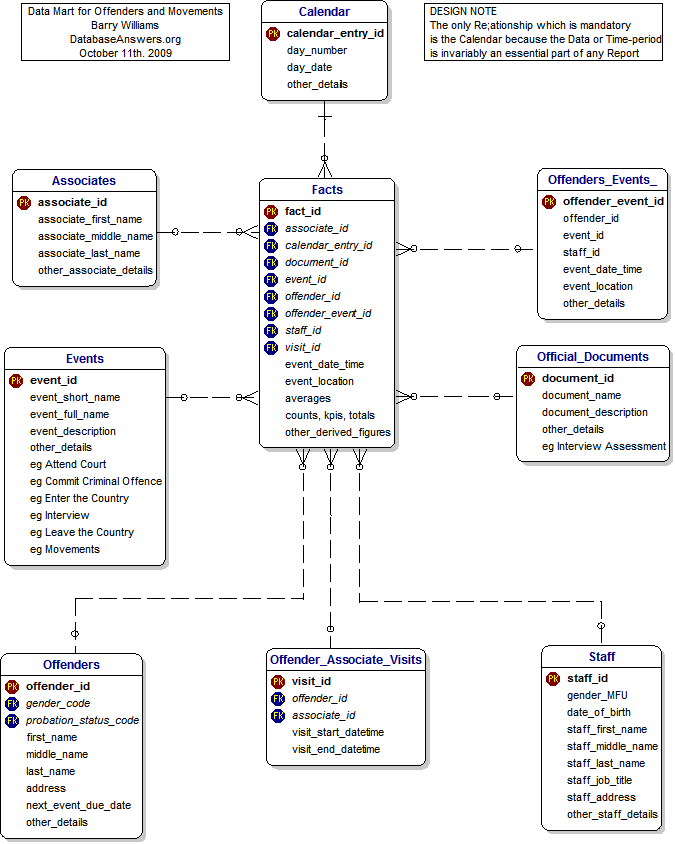 Data Mart for Offenders and Movements
Barry Williams
DatabaseAnswers.org
October 11th. 2009
Calendar
PK calendar_entry_id
day_number
day_date
other_details
DESIGN NOTE
The only Re;ationship which is mandatory
is the Calendar because the Data or Time-period
is invariably an essential part of any Report
Associates
PK associate_id
associate_first_name
associate_middle_name
associate_last_name
other_associate_details
Facts
PK fact_id
FK associate_id
FK calendar_entry_id
FK document_id
FK event_id
FK offender_id
FK offender_event_id
FK staff_id
FK visit_id
event_date_time
event_location
averages
counts, kpis, totals
other_derived_figures
Offenders_Events_
PK offender_event_id
offender_id
event_id
staff_id
event_date_time
event_location
other_details
Events
PK event_id
event_short_name
event_full_name
event_description
other_details
eg Attend Court
eg Commit Criminal Offence
eg Enter the Country
eg Interview
eg Leave the Country
eg Movements
Official_Documents
PK document_id
document_name
document_description
other_details
eg Interview Assessment
Offenders
PK offender_id
FK gender_code
FK probation_status_code
first_name
middle_name
last_name
address
next_event_due_date
other_details
Offender_Associate_Visits
PK visit_id
FK offender_id
FK associate_id
visit_start_datetime
visit_end_datetime
Staff
PK staff_id
gender_MFU
date_of_birth
staff_first_name
staff_middle_name
staff_last_name
staff_job_title
staff_address
other_staff_details